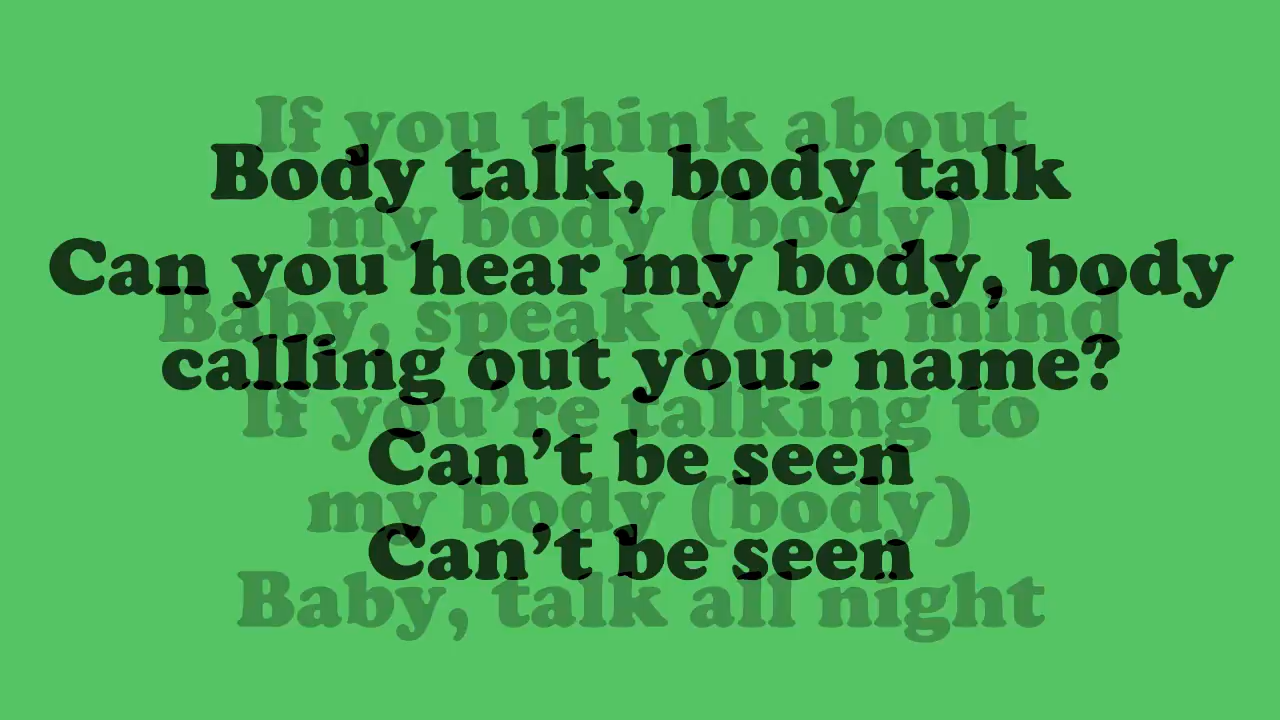 If you think about
Body talk, body talk
my body (body)
Can you hear my body, body
Baby, speak your mind
calling out your name?
If you’re talking to
Can’t be seen
my body (body)
Can’t be seen
Baby, talk all night